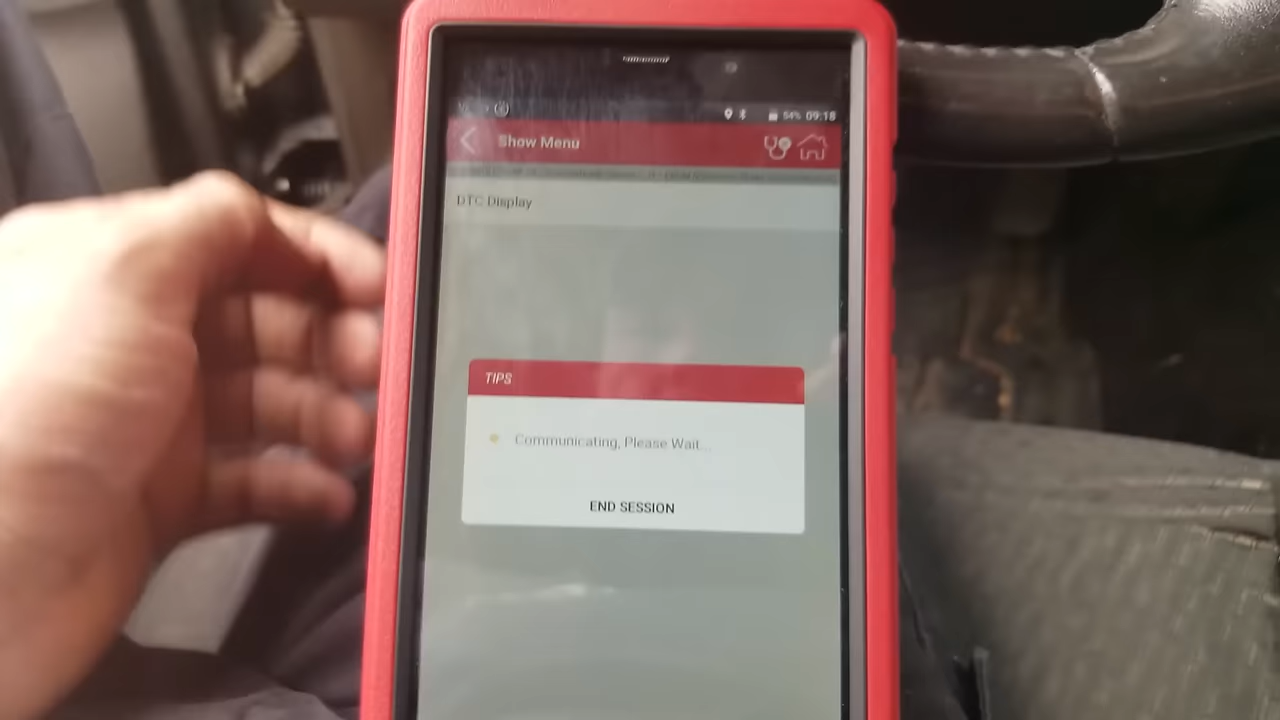 54% 09:18
Show Menu
DTC Display
TIPS
Communicating, Please Wait...
END SESSION